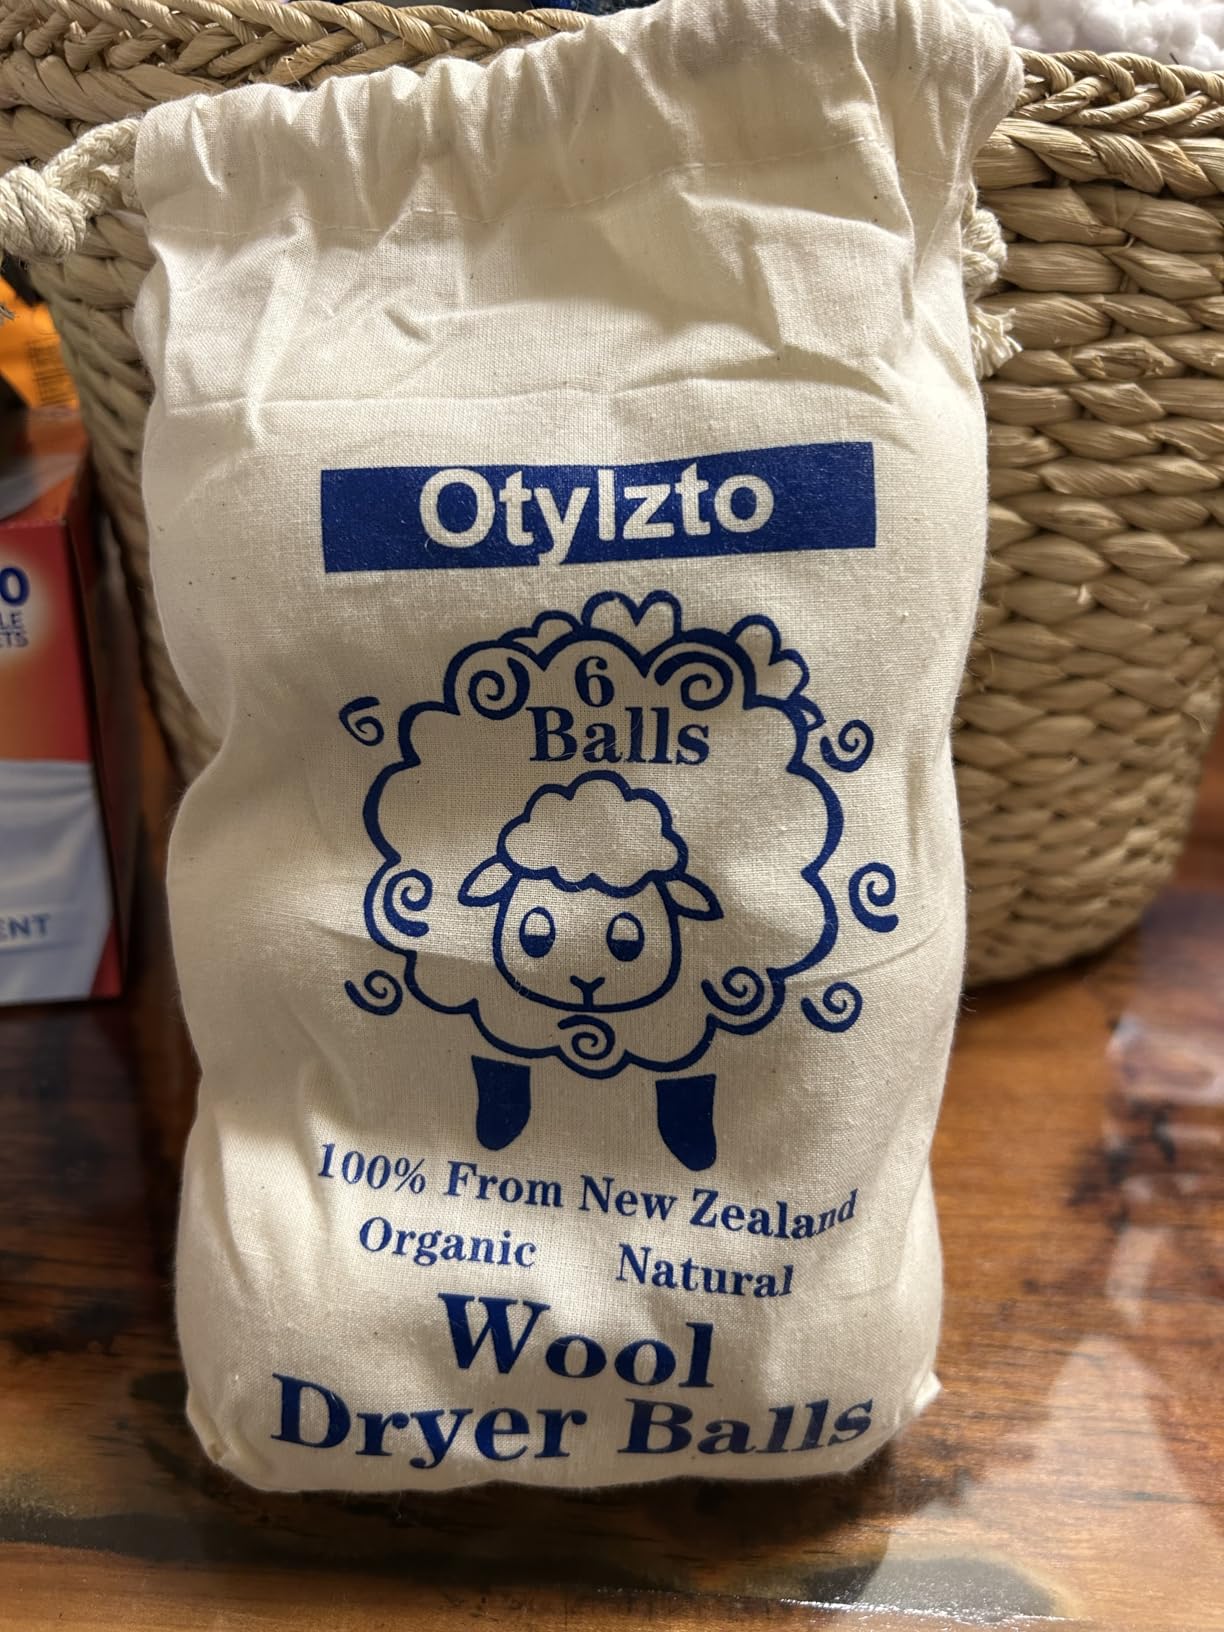 Otylzto
6
Balls
100% From New Zealand
Organic Natural
Wool
Dryer Balls